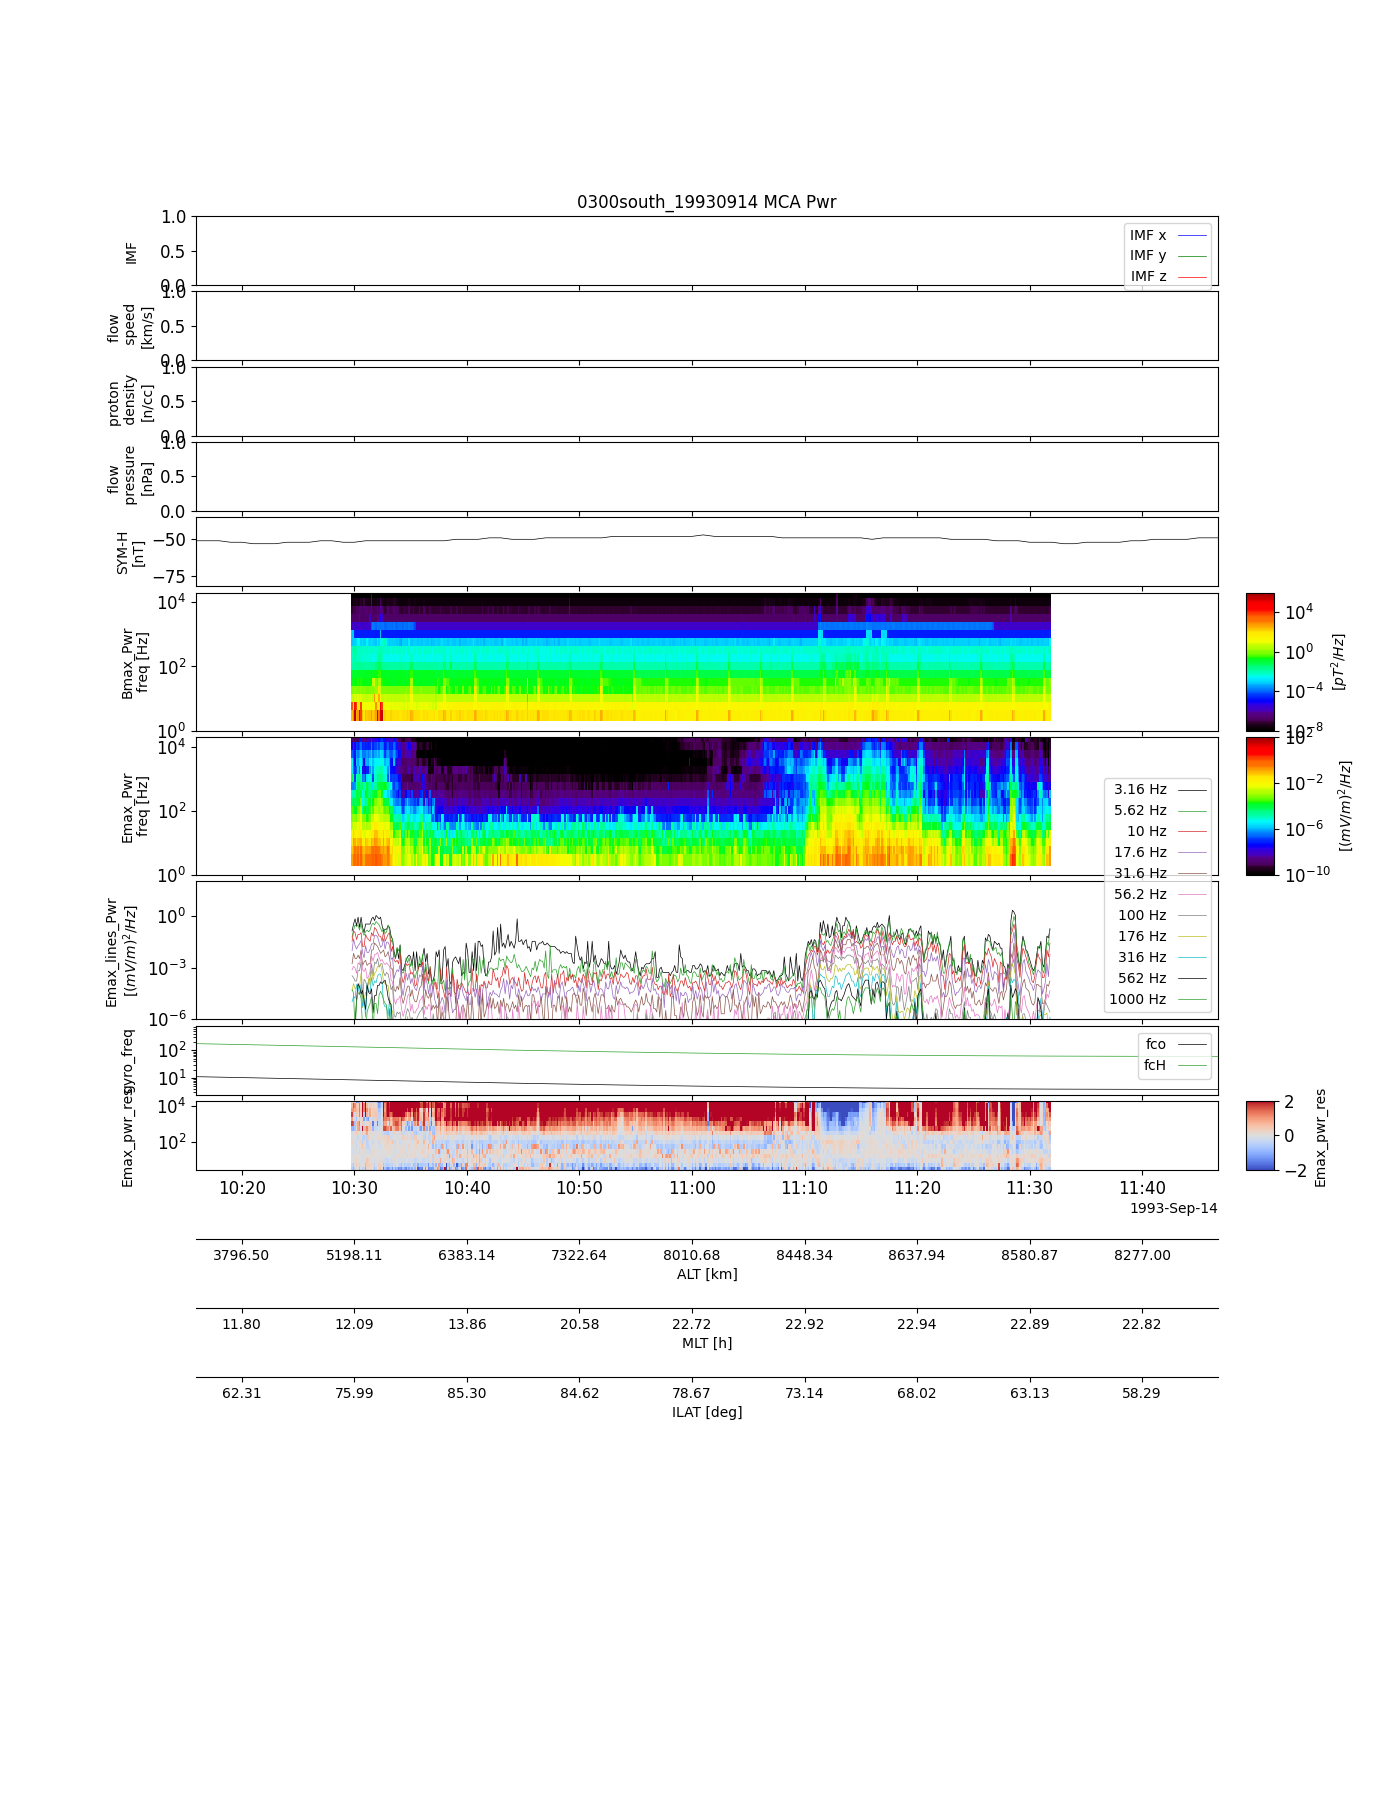 0300south_19930914 MCA Pwr
1.0
0.5
0.0
IMF
IMF x
IMF y
IMF z
1.0
0.5
0.0
flow
speed
[km/s]
1.0
0.5
0.0
proton
density
[n/cc]
1.0
0.5
0.0
flow
pressure
[nPa]
−50
−75
SYM-H
[nT]
10^4
10^2
10^0
Bmax_Pwr
freq [Hz]
10^4
10^0
10^−4
10^−8
[pT^2/Hz]
10^4
10^2
10^0
Emax_Pwr
freq [Hz]
10^2
10^−2
10^−6
10^−10
[(mV/m)^2/Hz]
3.16 Hz
5.62 Hz
10 Hz
17.6 Hz
31.6 Hz
56.2 Hz
100 Hz
176 Hz
316 Hz
562 Hz
1000 Hz
10^0
10^−3
10^−6
Emax_lines_Pwr
[(mV/m)^2/Hz]
10^2
10^1
gyro_freq
fco
fcH
10^4
10^2
Emax_pwr_res
2
0
−2
Emax_pwr_res
10:20 10:30 10:40 10:50 11:00 11:10 11:20 11:30 11:40
1993-Sep-14
3796.50 5198.11 6383.14 7322.64 8010.68 8448.34 8637.94 8580.87 8277.00
ALT [km]
11.80 12.09 13.86 20.58 22.72 22.92 22.94 22.89 22.82
MLT [h]
62.31 75.99 85.30 84.62 78.67 73.14 68.02 63.13 58.29
ILAT [deg]